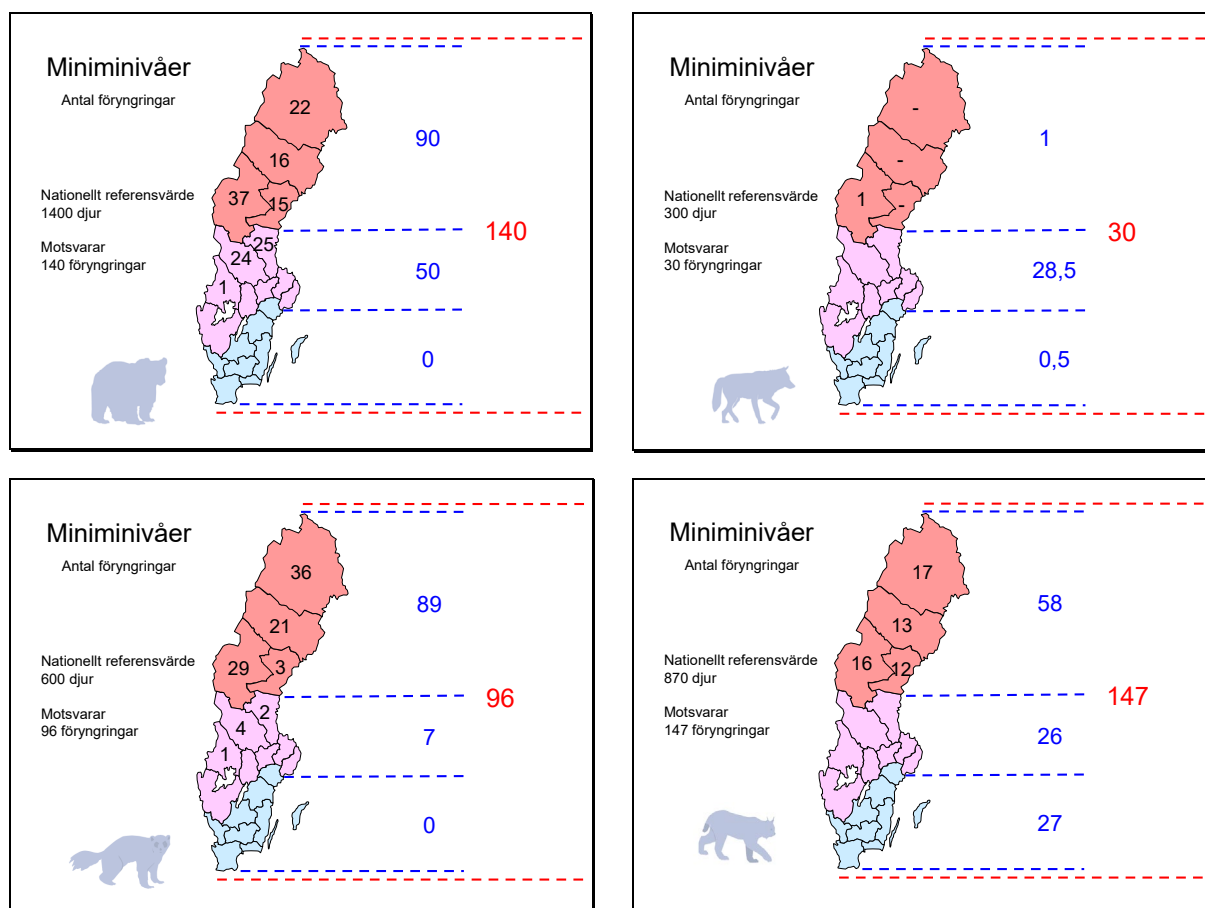 Miniminivåer
Antal föryngringar
22
90
16
Nationellt referensvärde
1400 djur
37
15
140
Motsvarar
140 föryngringar
25
24
50
1
0
Miniminivåer
Antal föryngringar
-
1
-
Nationellt referensvärde
300 djur
1
-
30
Motsvarar
30 föryngringar
28,5
0,5
Miniminivåer
Antal föryngringar
36
89
21
Nationellt referensvärde
600 djur
29
3
96
Motsvarar
96 föryngringar
2
4
7
1
0
Miniminivåer
Antal föryngringar
17
58
13
Nationellt referensvärde
870 djur
16
12
147
Motsvarar
147 föryngringar
26
27